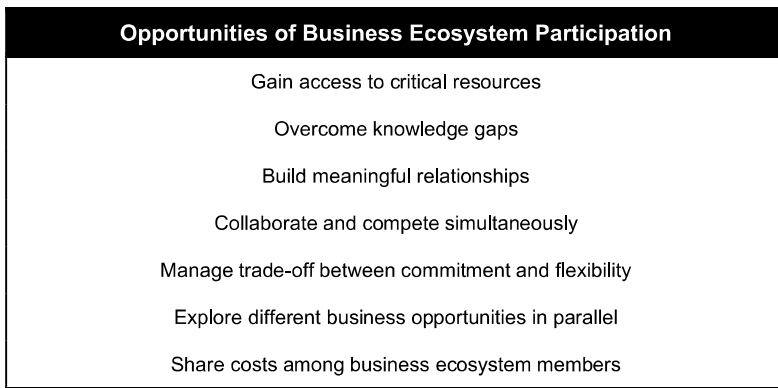 Opportunities of Business Ecosystem Participation
Gain access to critical resources
Overcome knowledge gaps
Build meaningful relationships
Collaborate and compete simultaneously
Manage trade-off between commitment and flexibility
Explore different business opportunities in parallel
Share costs among business ecosystem members